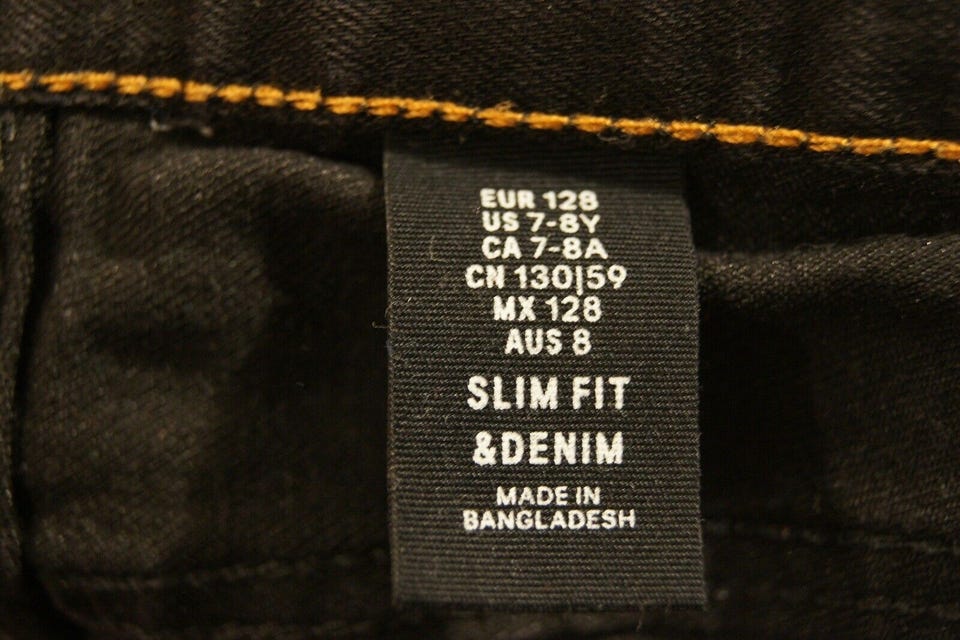 EUR 128
US 7-8Y
CA 7-8A
CN 130|59
MX 128
AUS 8
SLIM FIT
&DENIM
MADE IN
BANGLADESH